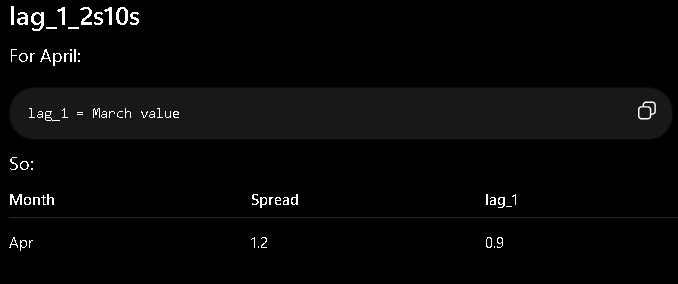 lag_1_2s10s
For April:
lag_1 = March value
So:
Month Spread lag_1
Apr 1.2 0.9